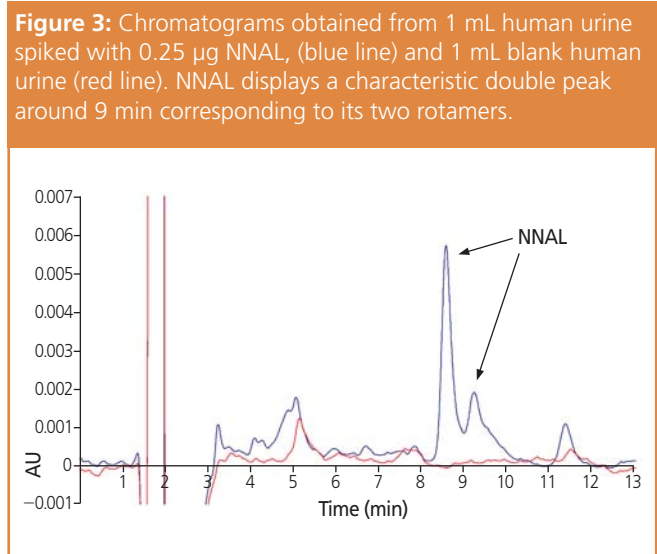 Figure 3: Chromatograms obtained from 1 mL human urine
spiked with 0.25 µg NNAL, (blue line) and 1 mL blank human
urine (red line). NNAL displays a characteristic double peak
around 9 min corresponding to its two rotamers.
0.007
0.006
NNAL
0.005
0.004
0.003
0.002
0.001
AU
0
−0.001
1 2 3 4 5 6 7 8 9 10 11 12 13
Time (min)